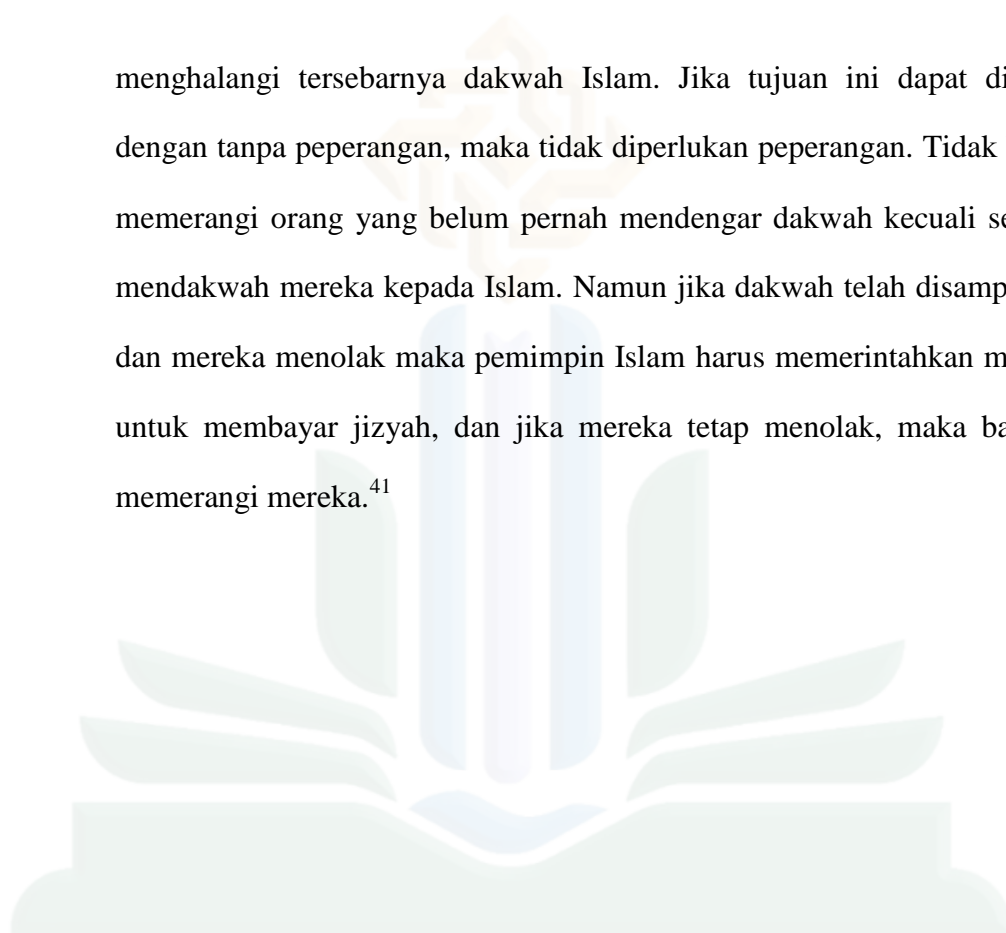 menghalangi tersebarnya dakwah Islam. Jika tujuan ini dapat di
dengan tanpa peperangan, maka tidak diperlukan peperangan. Tidak
memerangi orang yang belum pernah mendengar dakwah kecuali se
mendakwah mereka kepada Islam. Namun jika dakwah telah disamp
dan mereka menolak maka pemimpin Islam harus memerintahkan m
untuk membayar jizyah, dan jika mereka tetap menolak, maka ba
memerangi mereka.41